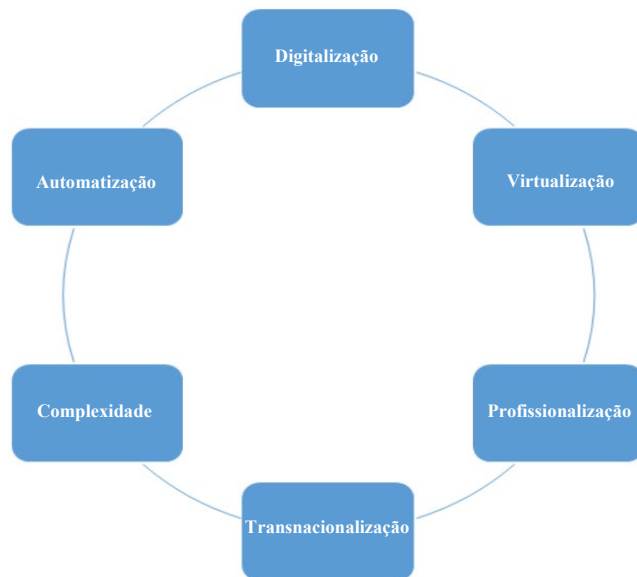 Digitalização
Automatização
Virtualização
Complexidade
Profissionalização
Transnacionalização